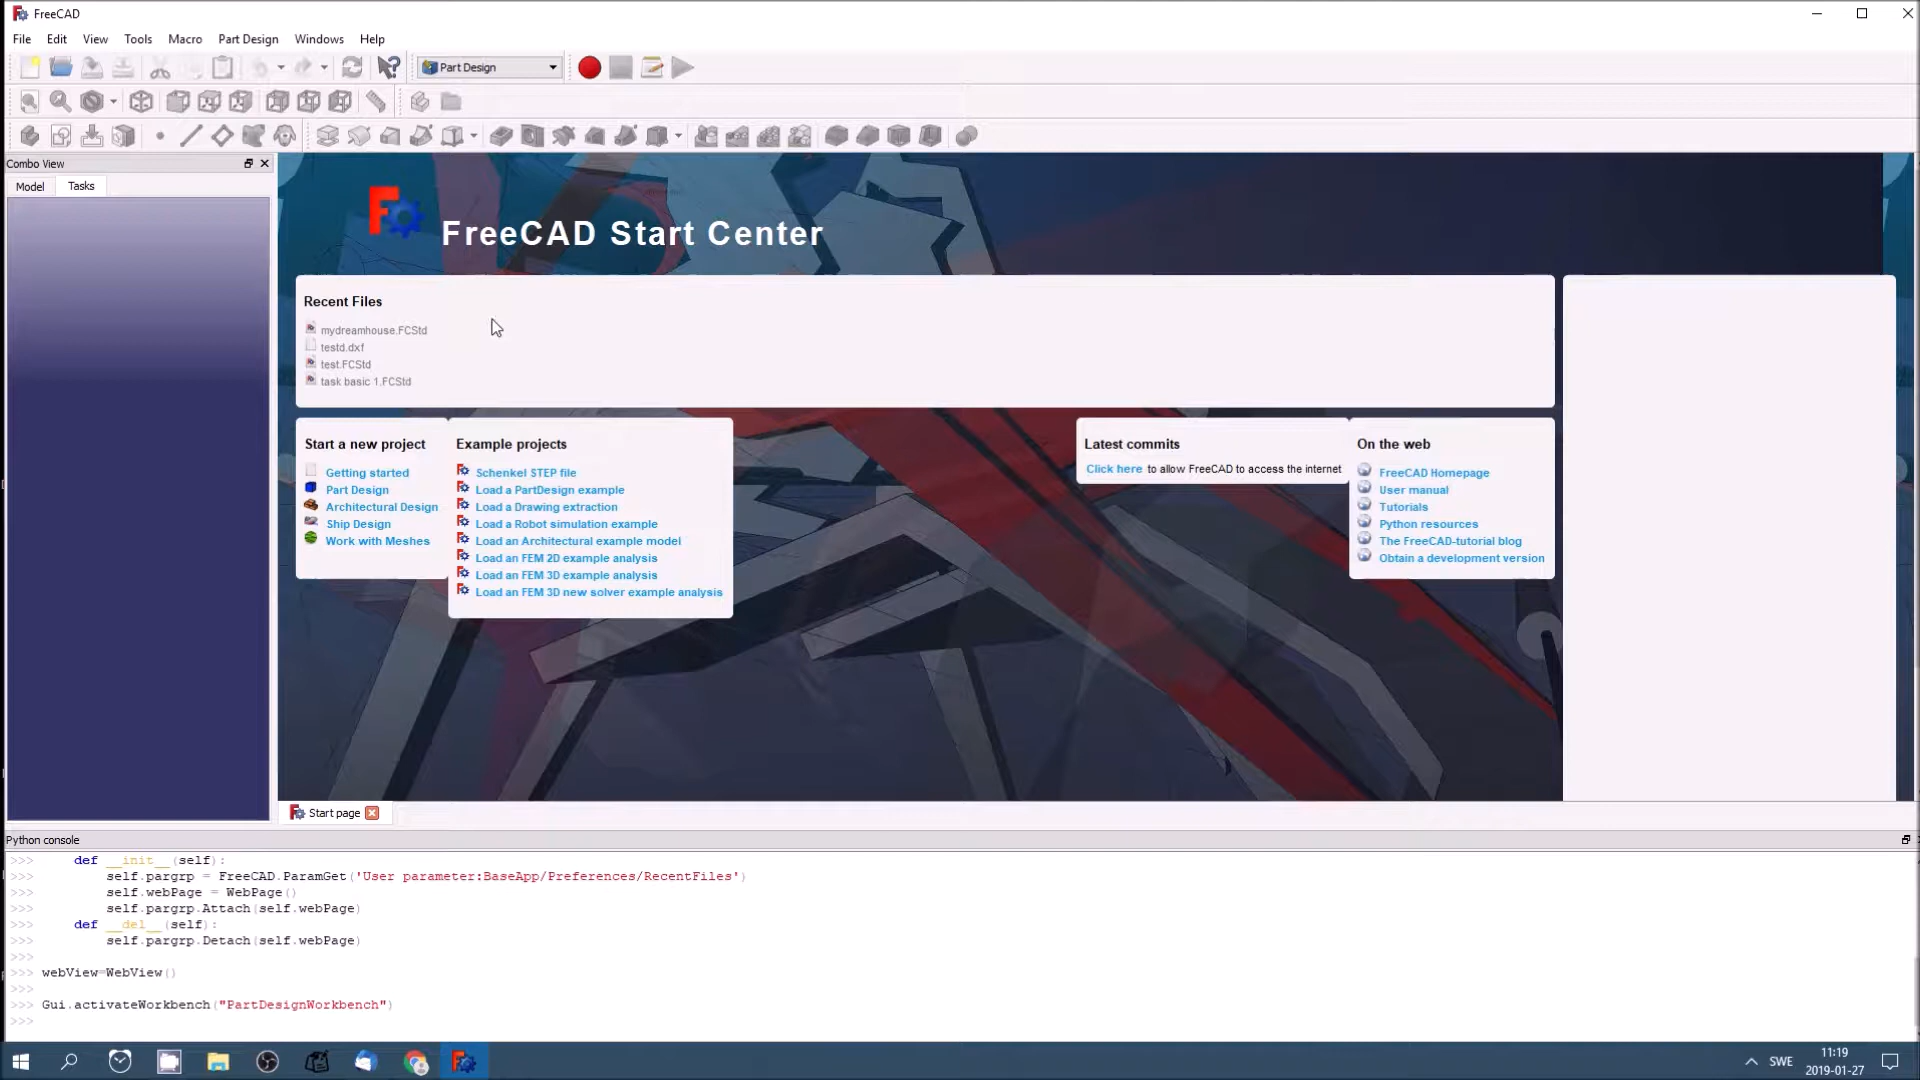 FreeCAD
File Edit View Tools Macro Part Design Windows Help
Part Design
Combo View
Model Tasks
FreeCAD Start Center
Recent Files
mydreamhouse.FCStd
testd.dxf
test.FCStd
task basic 1.FCStd
Start a new project
Getting started
Part Design
Architectural Design
Ship Design
Work with Meshes
Example projects
Schenkel STEP file
Load a PartDesign example
Load a Drawing extraction
Load a Robot simulation example
Load an Architectural example model
Load an FEM 2D example analysis
Load an FEM 3D example analysis
Load an FEM 3D new solver example analysis
Latest commits
Click here to allow FreeCAD to access the internet
On the web
FreeCAD Homepage
User manual
Tutorials
Python resources
The FreeCAD-tutorial blog
Obtain a development version
Start page
Python console
>>>     def __init__(self):
>>>         self.pargrp = FreeCAD.ParamGet('User parameter:BaseApp/Preferences/RecentFiles')
>>>         self.webPage = WebPage()
>>>         self.pargrp.Attach(self.webPage)
>>>     def __del__(self):
>>>         self.pargrp.Detach(self.webPage)
>>>
>>> webView=WebView()
>>>
>>> Gui.activateWorkbench("PartDesignWorkbench")
>>>
SWE
11:19
2019-01-27